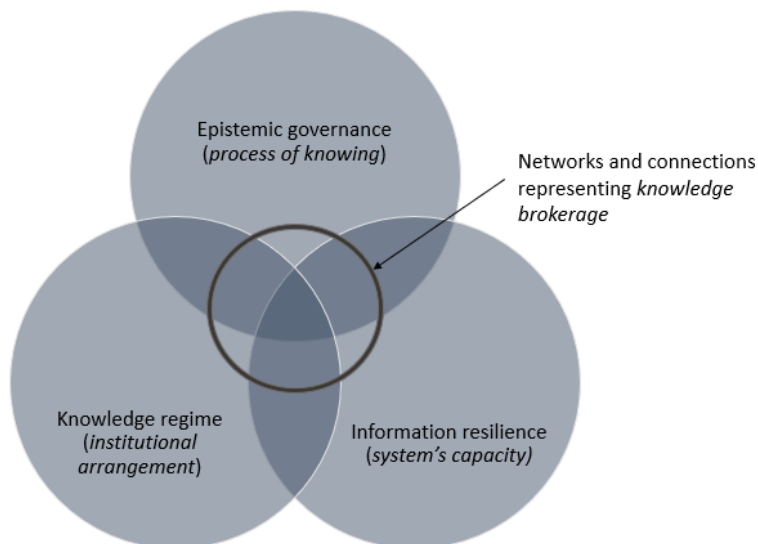 Epistemic governance
(process of knowing)
Networks and connections
representing knowledge
brokerage
Knowledge regime
(institutional
arrangement)
Information resilience
(system’s capacity)